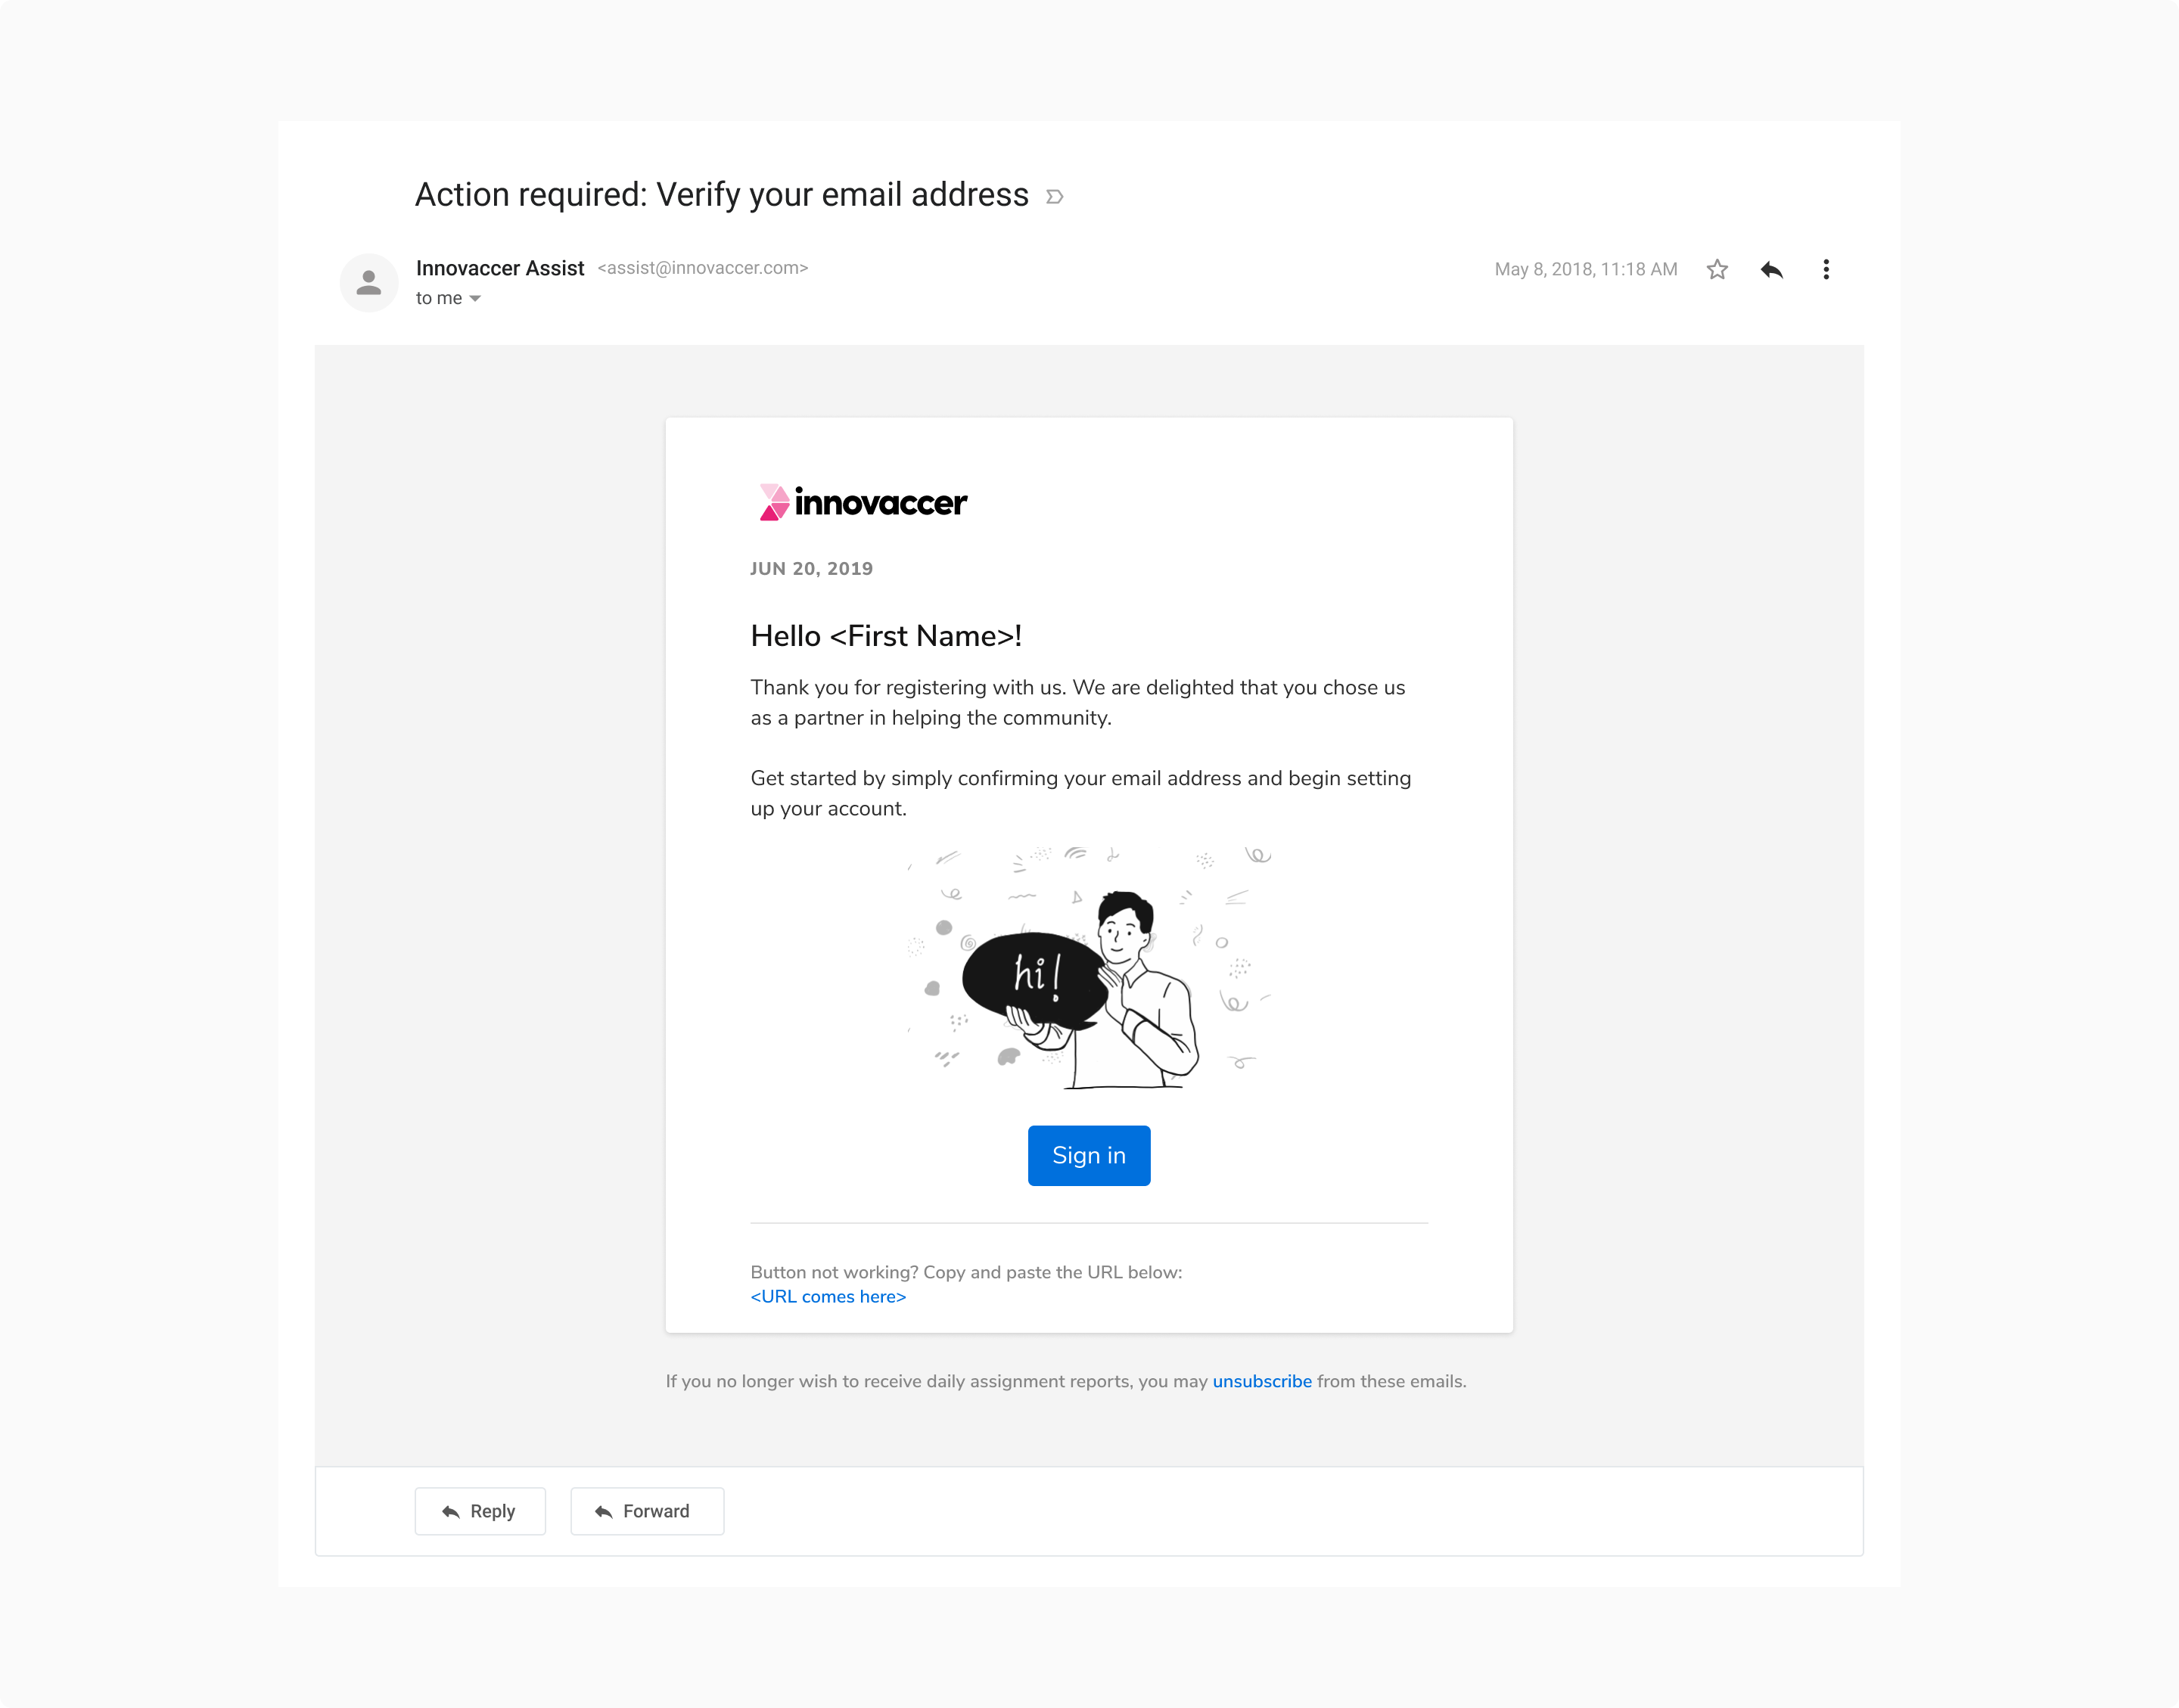 Action required: Verify your email address
Innovaccer Assist <assist@innovaccer.com>
May 8, 2018, 11:18 AM
to me
innovaccer
JUN 20, 2019
Hello <First Name>!
Thank you for registering with us. We are delighted that you chose us
as a partner in helping the community.
Get started by simply confirming your email address and begin setting
up your account.
hi!
Sign in
Button not working? Copy and paste the URL below:
<URL comes here>
If you no longer wish to receive daily assignment reports, you may unsubscribe from these emails.
Reply
Forward